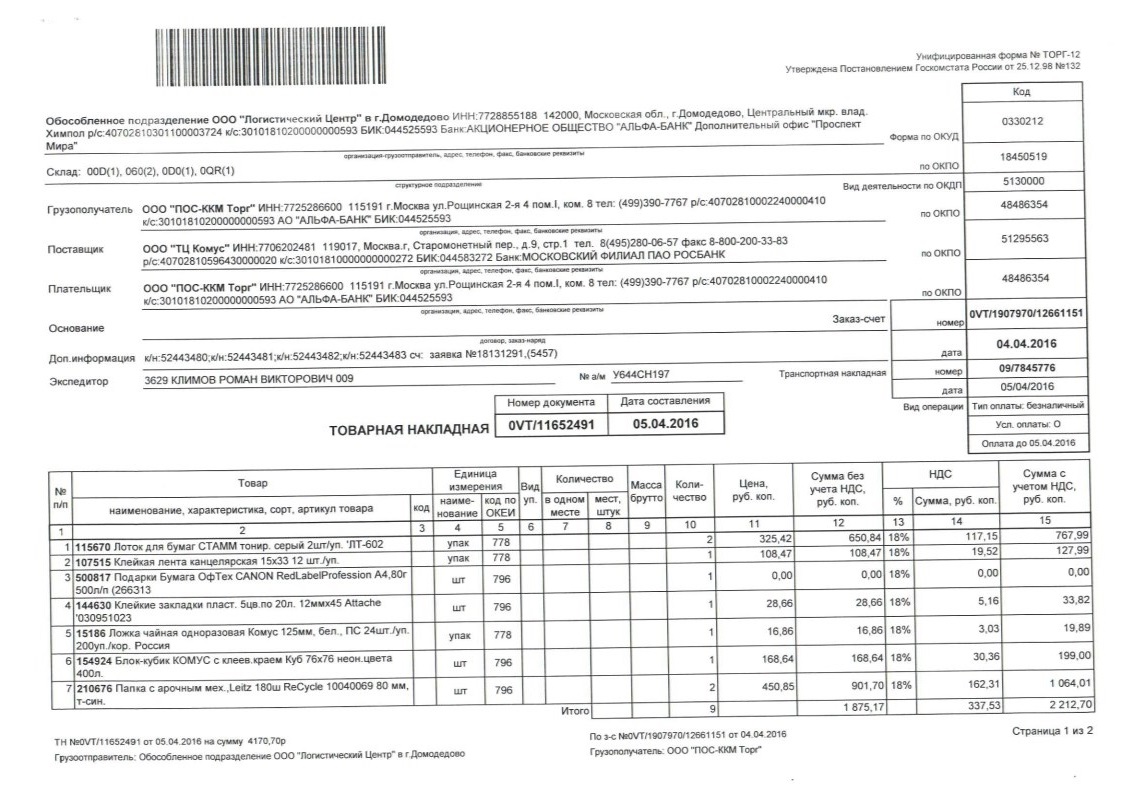 Унифицированная форма № ТОРГ-12
Утверждена Постановлением Госкомстата России от 25.12.98 №132
Код
Обособленное подразделение ООО "Логистический Центр" в г.Домодедово ИНН:7728855188 142000, Московская обл., г.Домодедово, Центральный мкр. влад.
Химпол р/с:40702810301100003724 к/с:30101810200000000593 БИК:044525593 Банк:АКЦИОНЕРНОЕ ОБЩЕСТВО "АЛЬФА-БАНК" Дополнительный офис "Проспект
Мира"
Форма по ОКУД 0330212
организация-грузоотправитель, адрес, телефон, факс, банковские реквизиты
по ОКПО 18450519
Склад: 00D(1), 060(2), 0D0(1), 0QR(1)
структурное подразделение
Вид деятельности по ОКДП 5130000
Грузополучатель ООО "ПОС-ККМ Торг" ИНН:7725286600 115191 г.Москва ул.Рощинская 2-я 4 пом.I, ком. 8 тел: (499)390-7767 р/с:40702810002240000410
к/с:30101810200000000593 АО "АЛЬФА-БАНК" БИК:044525593
по ОКПО 48486354
организация, адрес, телефон, факс, банковские реквизиты
Поставщик ООО "ТЦ Комус" ИНН:7706202481 119017, Москва.г, Старомонетный пер., д.9, стр.1 тел. 8(495)280-06-57 факс 8-800-200-33-83
р/с:40702810596430000020 к/с:30101810000000000272 БИК:044583272 Банк:МОСКОВСКИЙ ФИЛИАЛ ПАО РОСБАНК
по ОКПО 51295563
организация, адрес, телефон, факс, банковские реквизиты
Плательщик ООО "ПОС-ККМ Торг" ИНН:7725286600 115191 г.Москва ул.Рощинская 2-я 4 пом.I, ком. 8 тел: (499)390-7767 р/с:40702810002240000410
к/с:30101810200000000593 АО "АЛЬФА-БАНК" БИК:044525593
по ОКПО 48486354
организация, адрес, телефон, факс, банковские реквизиты
Основание Заказ-счет номер 0VT/1907970/12661151
договор, заказ-наряд
Доп.информация к/н:52443480;к/н:52443481;к/н:52443482;к/н:52443483 сч: заявка №18131291,(5457)
дата 04.04.2016
Экспедитор 3629 КЛИМОВ РОМАН ВИКТОРОВИЧ 009 № а/м У644СН197 Транспортная накладная номер 09/7845776
дата 05/04/2016
Вид операции Тип оплаты: безналичный
Усл. оплаты: О
Оплата до 05.04.2016
Номер документа Дата составления
ТОВАРНАЯ НАКЛАДНАЯ 0VT/11652491 05.04.2016
№ п/п Товар Единица измерения Вид уп. Количество Масса брутто Коли-чество Цена, руб. коп. Сумма без учета НДС, руб. коп. НДС Сумма с учетом НДС, руб. коп.
наименование, характеристика, сорт, артикул товара код наиме-нование код по ОКЕИ в одном месте мест, штук % Сумма, руб. коп.
1 2 3 4 5 6 7 8 9 10 11 12 13 14 15
1 115670 Лоток для бумаг СТАММ тонир. серый 2шт/уп. 'ЛТ-602 упак 778 2 325,42 650,84 18% 117,15 767,99
2 107515 Клейкая лента канцелярская 15х33 12 шт./уп. упак 778 1 108,47 108,47 18% 19,52 127,99
3 500817 Подарки Бумага ОфТех CANON RedLabelProfession A4,80г шт 796 1 0,00 0,00 18% 0,00 0,00
500л/п (266313
4 144630 Клейкие закладки пласт. 5цв.по 20л. 12ммх45 Attache шт 796 1 28,66 28,66 18% 5,16 33,82
'030951023
5 15186 Ложка чайная одноразовая Комус 125мм, бел., ПС 24шт./уп. упак 778 1 16,86 16,86 18% 3,03 19,89
200уп./кор. Россия
6 154924 Блок-кубик КОМУС с клеев.краем Куб 76х76 неон.цвета шт 796 1 168,64 168,64 18% 30,36 199,00
400л.
7 210676 Папка с арочным мех.,Leitz 180ш ReCycle 10040069 80 мм, шт 796 2 450,85 901,70 18% 162,31 1 064,01
т-син.
Итого 9 1 875,17 337,53 2 212,70
ТН №0VT/11652491 от 05.04.2016 на сумму 4170,70р По з-с №0VT/1907970/12661151 от 04.04.2016 Страница 1 из 2
Грузоотправитель: Обособленное подразделение ООО "Логистический Центр" в г.Домодедово Грузополучатель: ООО "ПОС-ККМ Торг"